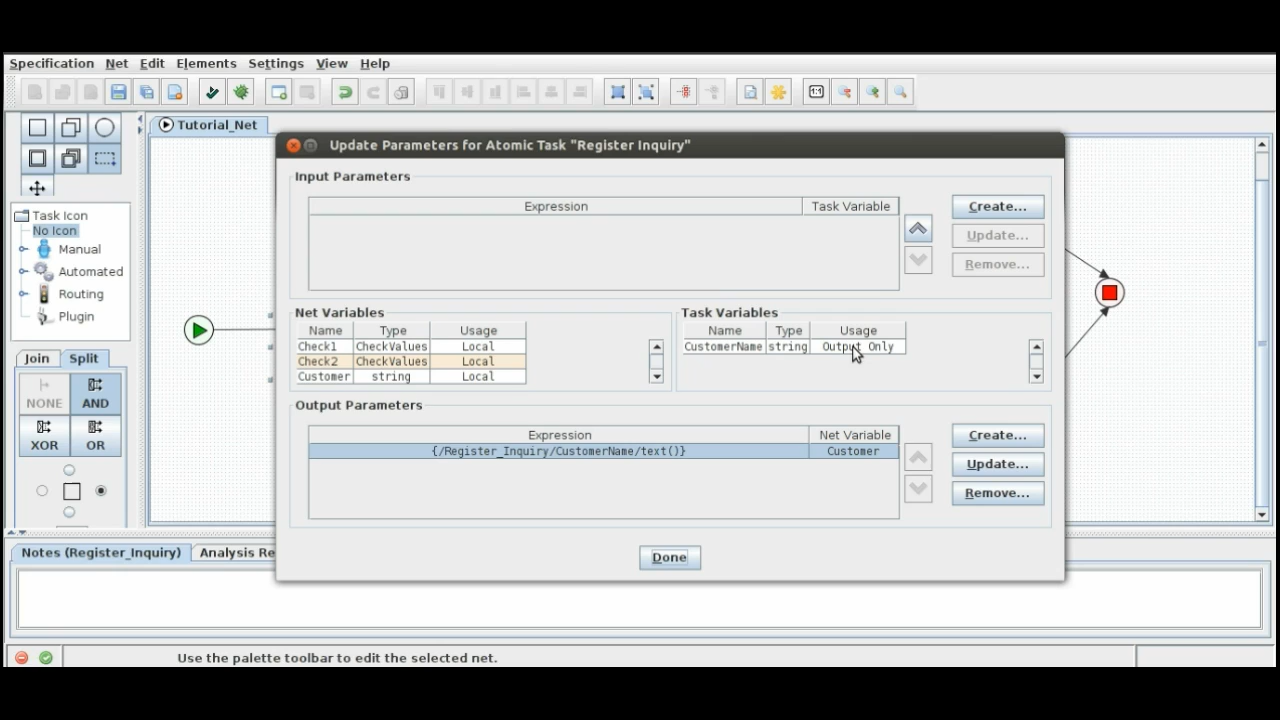 Specification Net Edit Elements Settings View Help
Tutorial_Net
Update Parameters for Atomic Task "Register Inquiry"
Input Parameters
Expression Task Variable
Create...
Update...
Remove...
Task Icon
No Icon
Manual
Automated
Routing
Plugin
Net Variables
Name Type Usage
Check1 CheckValues Local
Check2 CheckValues Local
Customer string Local
Task Variables
Name Type Usage
CustomerName string Output Only
Join Split
NONE AND
XOR OR
Output Parameters
Expression Net Variable
{/Register_Inquiry/CustomerName/text()} Customer
Create...
Update...
Remove...
Done
Notes (Register_Inquiry) Analysis Re
Use the palette toolbar to edit the selected net.
1:1